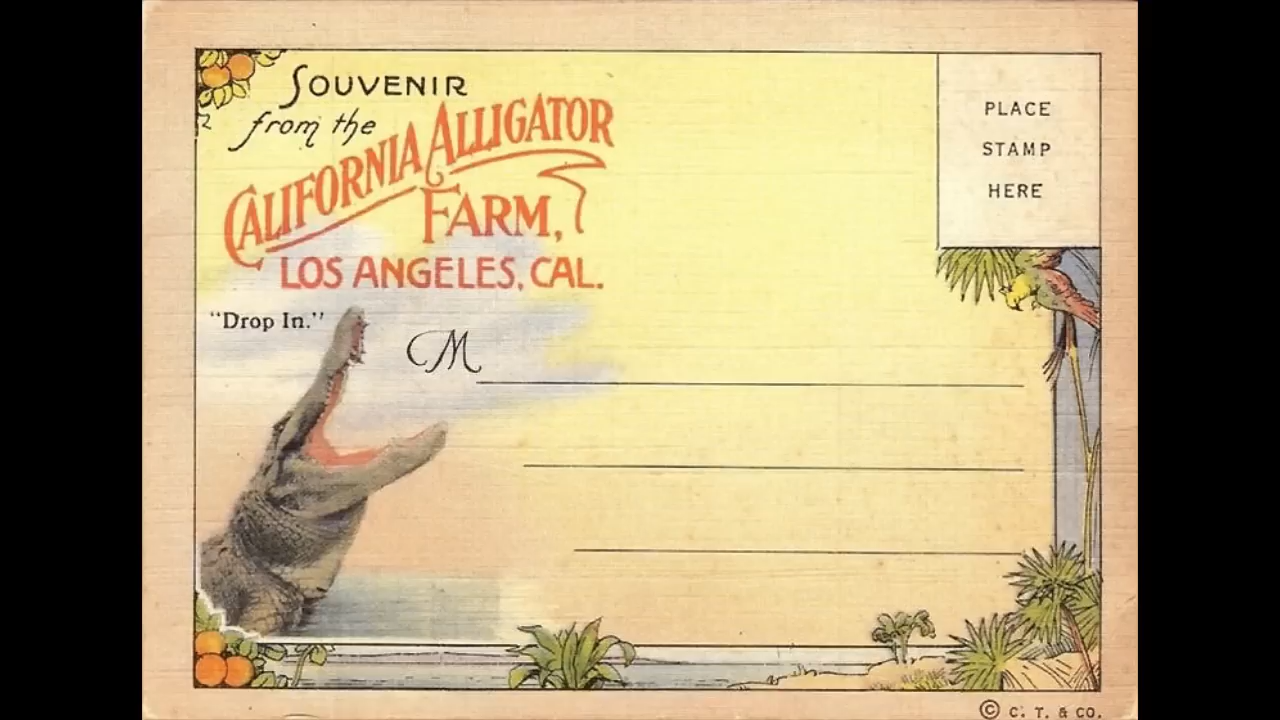 SOUVENIR
from the
CALIFORNIA ALLIGATOR
FARM,
LOS ANGELES, CAL.
"Drop In."
M
PLACE
STAMP
HERE
© C. T. & CO.